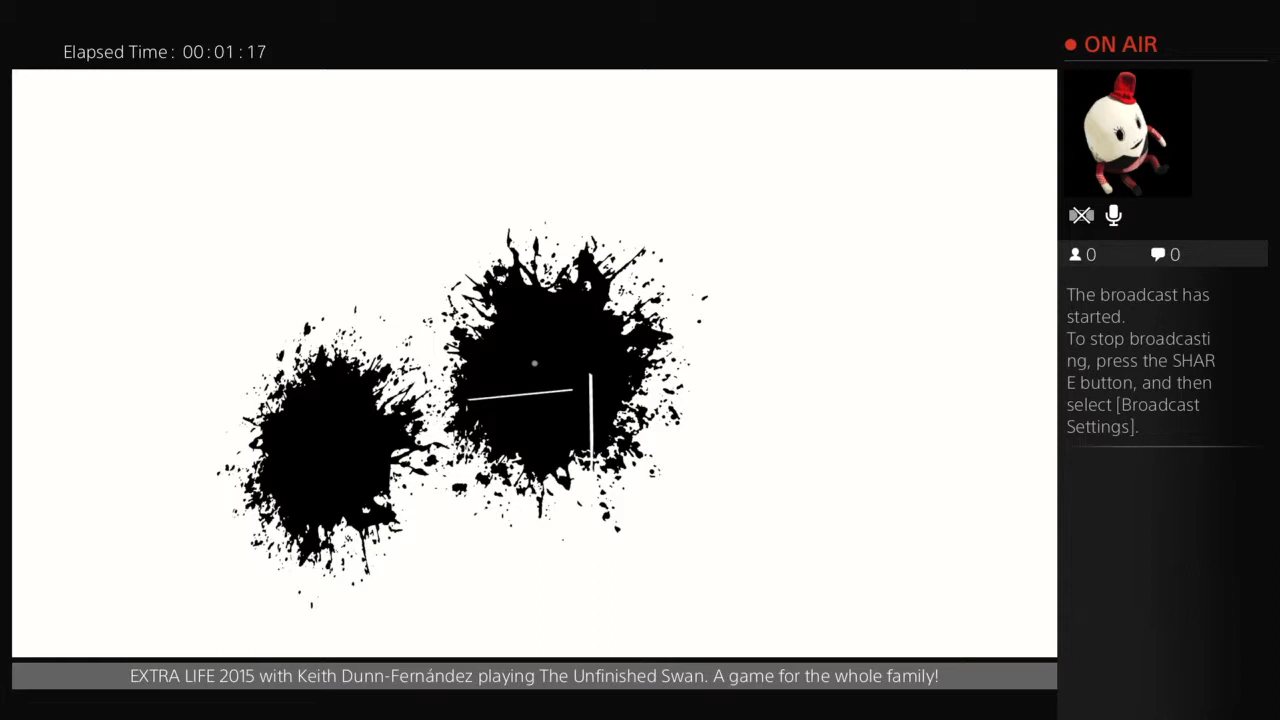 Elapsed Time: 00:01:17
ON AIR
0 0
The broadcast has
started.
To stop broadcasti
ng, press the SHAR
E button, and then
select [Broadcast
Settings].
EXTRA LIFE 2015 with Keith Dunn-Fernández playing The Unfinished Swan. A game for the whole family!